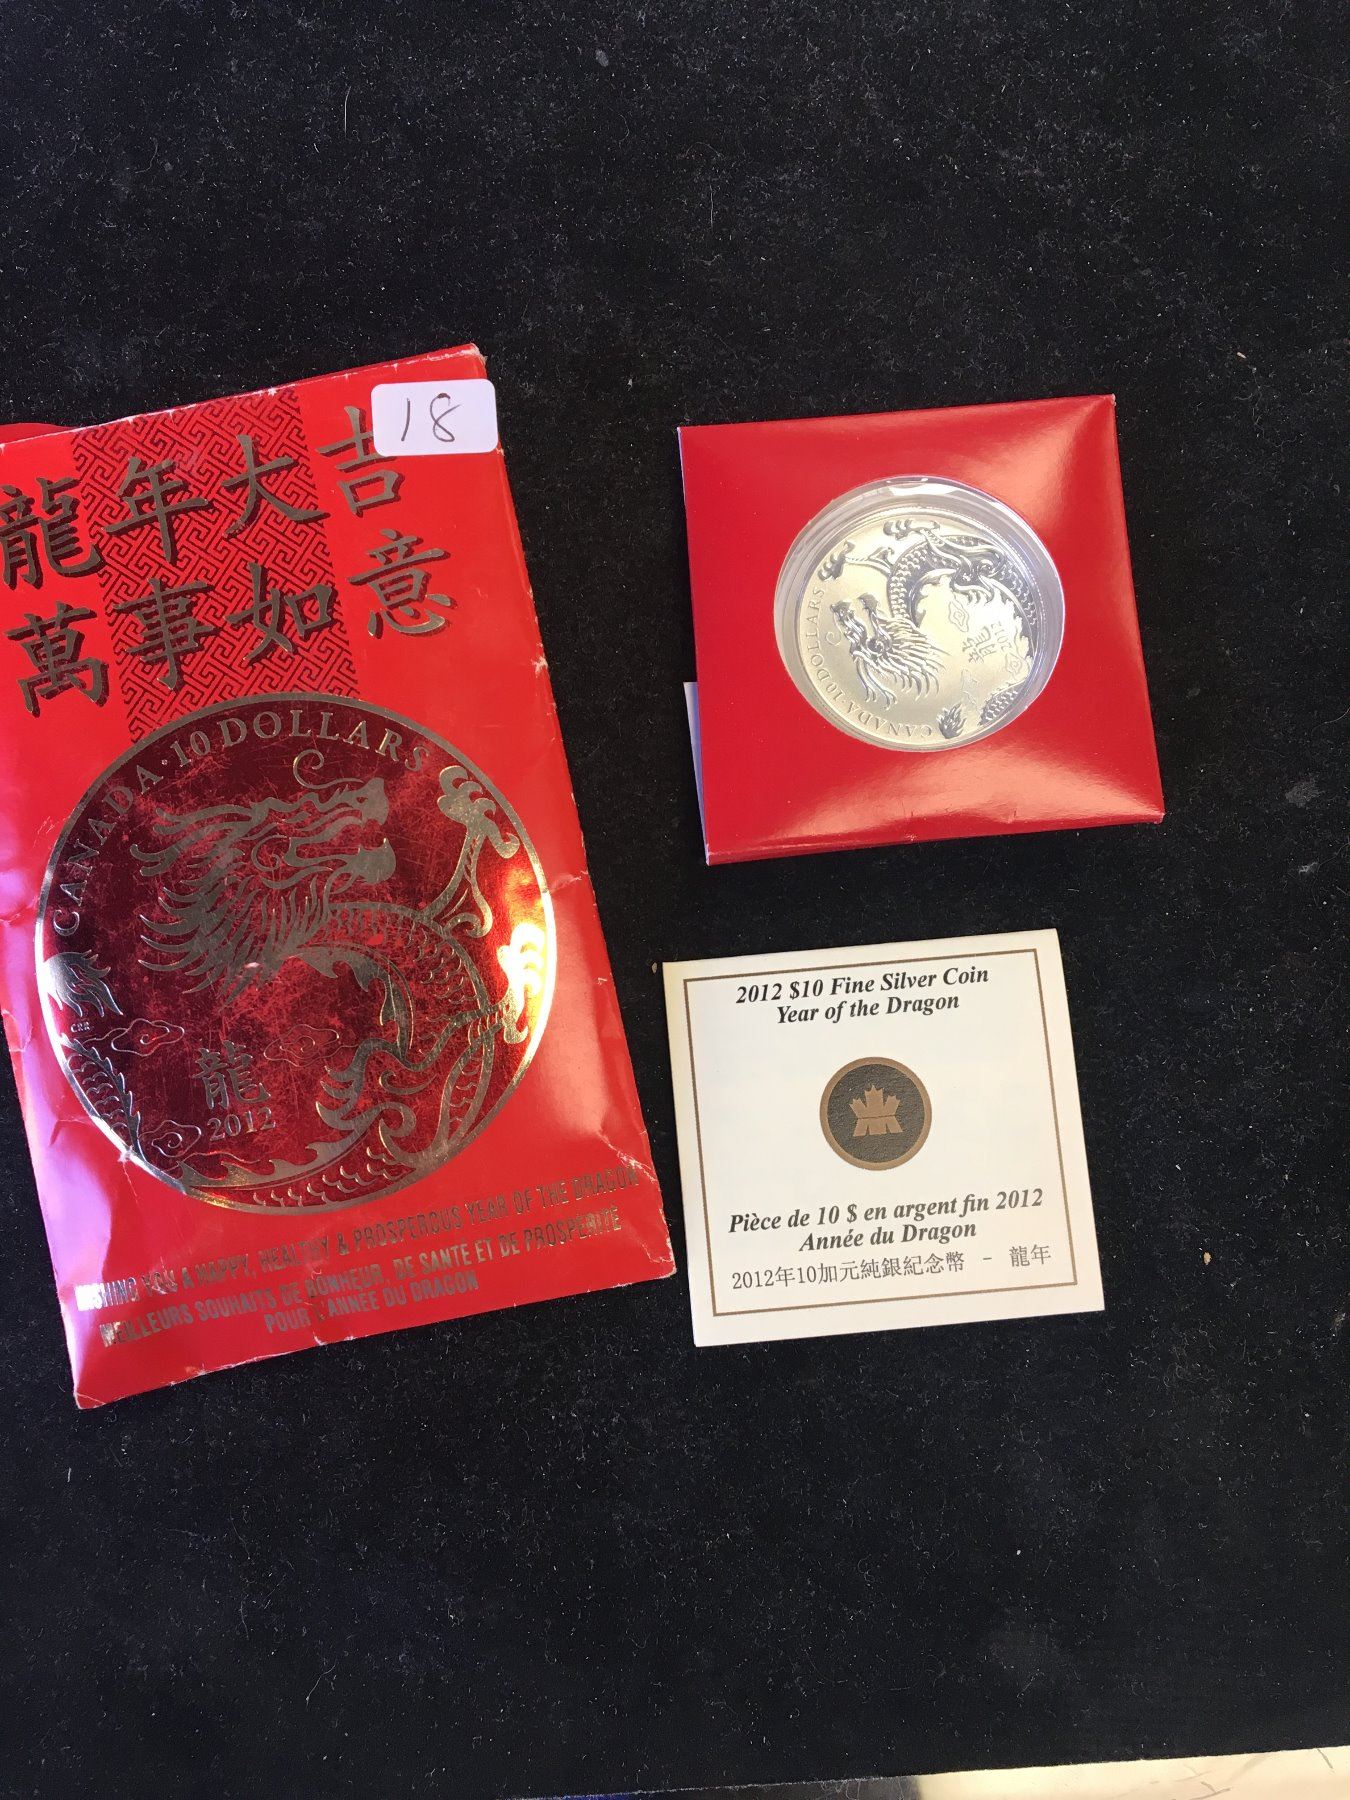 18
龍年大吉
萬事如意
CANADA·10 DOLLARS
CRR
龍
2012
WISHING YOU A HAPPY, HEALTHY & PROSPEROUS YEAR OF THE DRAGON
MEILLEURS SOUHAITS DE BONHEUR, DE SANTÉ ET DE PROSPÉRITÉ
POUR L'ANNÉE DU DRAGON
CANADA·10 DOLLARS
龍
2012
2012 $10 Fine Silver Coin
Year of the Dragon
Pièce de 10 $ en argent fin 2012
Année du Dragon
2012年10加元純銀紀念幣 - 龍年